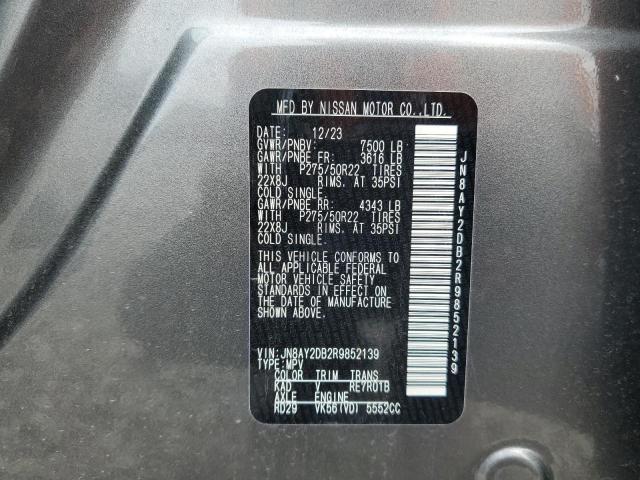 MFD BY NISSAN MOTOR CO.,LTD.
DATE: 12/23
GVWR/PNBV: 7500 LB
GAWR/PNBE FR: 3616 LB
WITH P275/50R22 TIRES
22X8J RIMS. AT 35PSI
COLD SINGLE.
GAWR/PNBE RR: 4343 LB
WITH P275/50R22 TIRES
22X8J RIMS. AT 35PSI
COLD SINGLE.
THIS VEHICLE CONFORMS TO
ALL APPLICABLE FEDERAL
MOTOR VEHICLE SAFETY
STANDARDS IN EFFECT ON
THE DATE OF MANUFACTURE
SHOWN ABOVE.
VIN:JN8AY2DB2R9852139
TYPE:MPV
COLOR TRIM TRANS
KAD V RE7R01B
AXLE ENGINE
RD29 VK56(VD) 5552CC
JN8AY2DB2R9852139